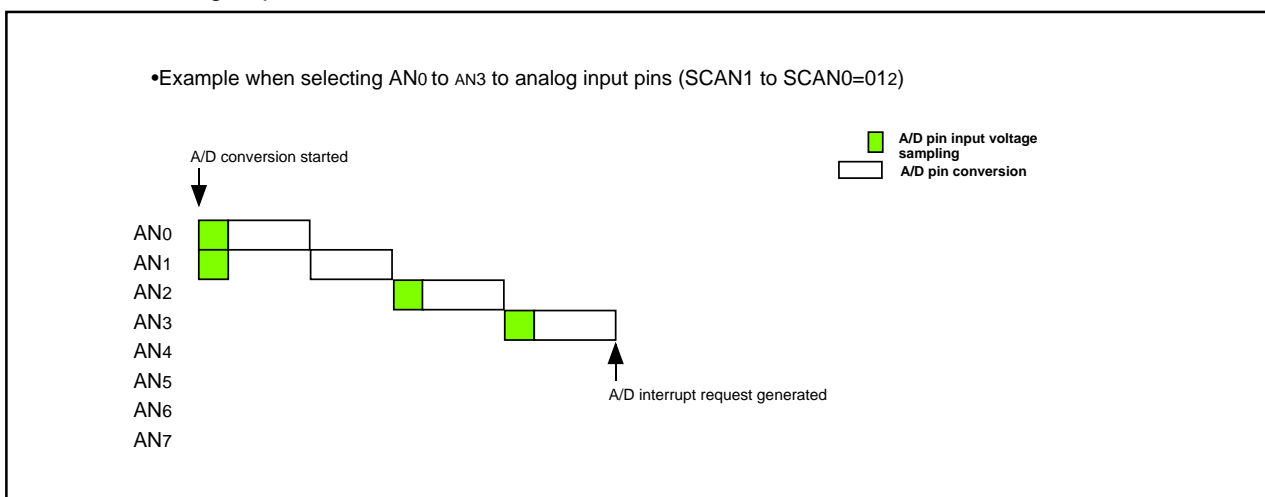 •Example when selecting AN0 to AN3 to analog input pins (SCAN1 to SCAN0=012)
A/D pin input voltage
sampling
A/D conversion started
A/D pin conversion
AN0
AN1
AN2
AN3
AN4
AN5
A/D interrupt request generated
AN6
AN7